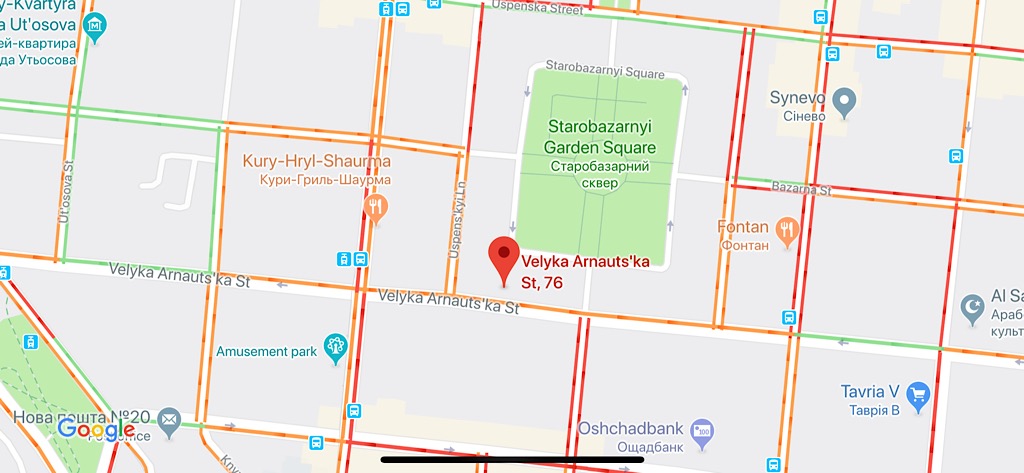 y-Kvartyra
a Ut'osova
ей-квартира
да Утьосова
Uspenska Street
Starobazarnyi Square
Synevo
Сінево
Starobazarnyi
Garden Square
Старобазарний
сквер
Kury-Hryl-Shaurma
Кури-Гриль-Шаурма
Bazarna St
Ut'osova St
Uspens'kyi Ln
Fontan
Фонтан
Velyka Arnauts'ka
St, 76
Velyka Arnauts'ka St
Velyka Arnauts'ka St
Al Sa
Арабс
культ
Amusement park
Tavria V
Таврія В
Нова пошта №20
Google
Oshchadbank
Ощадбанк